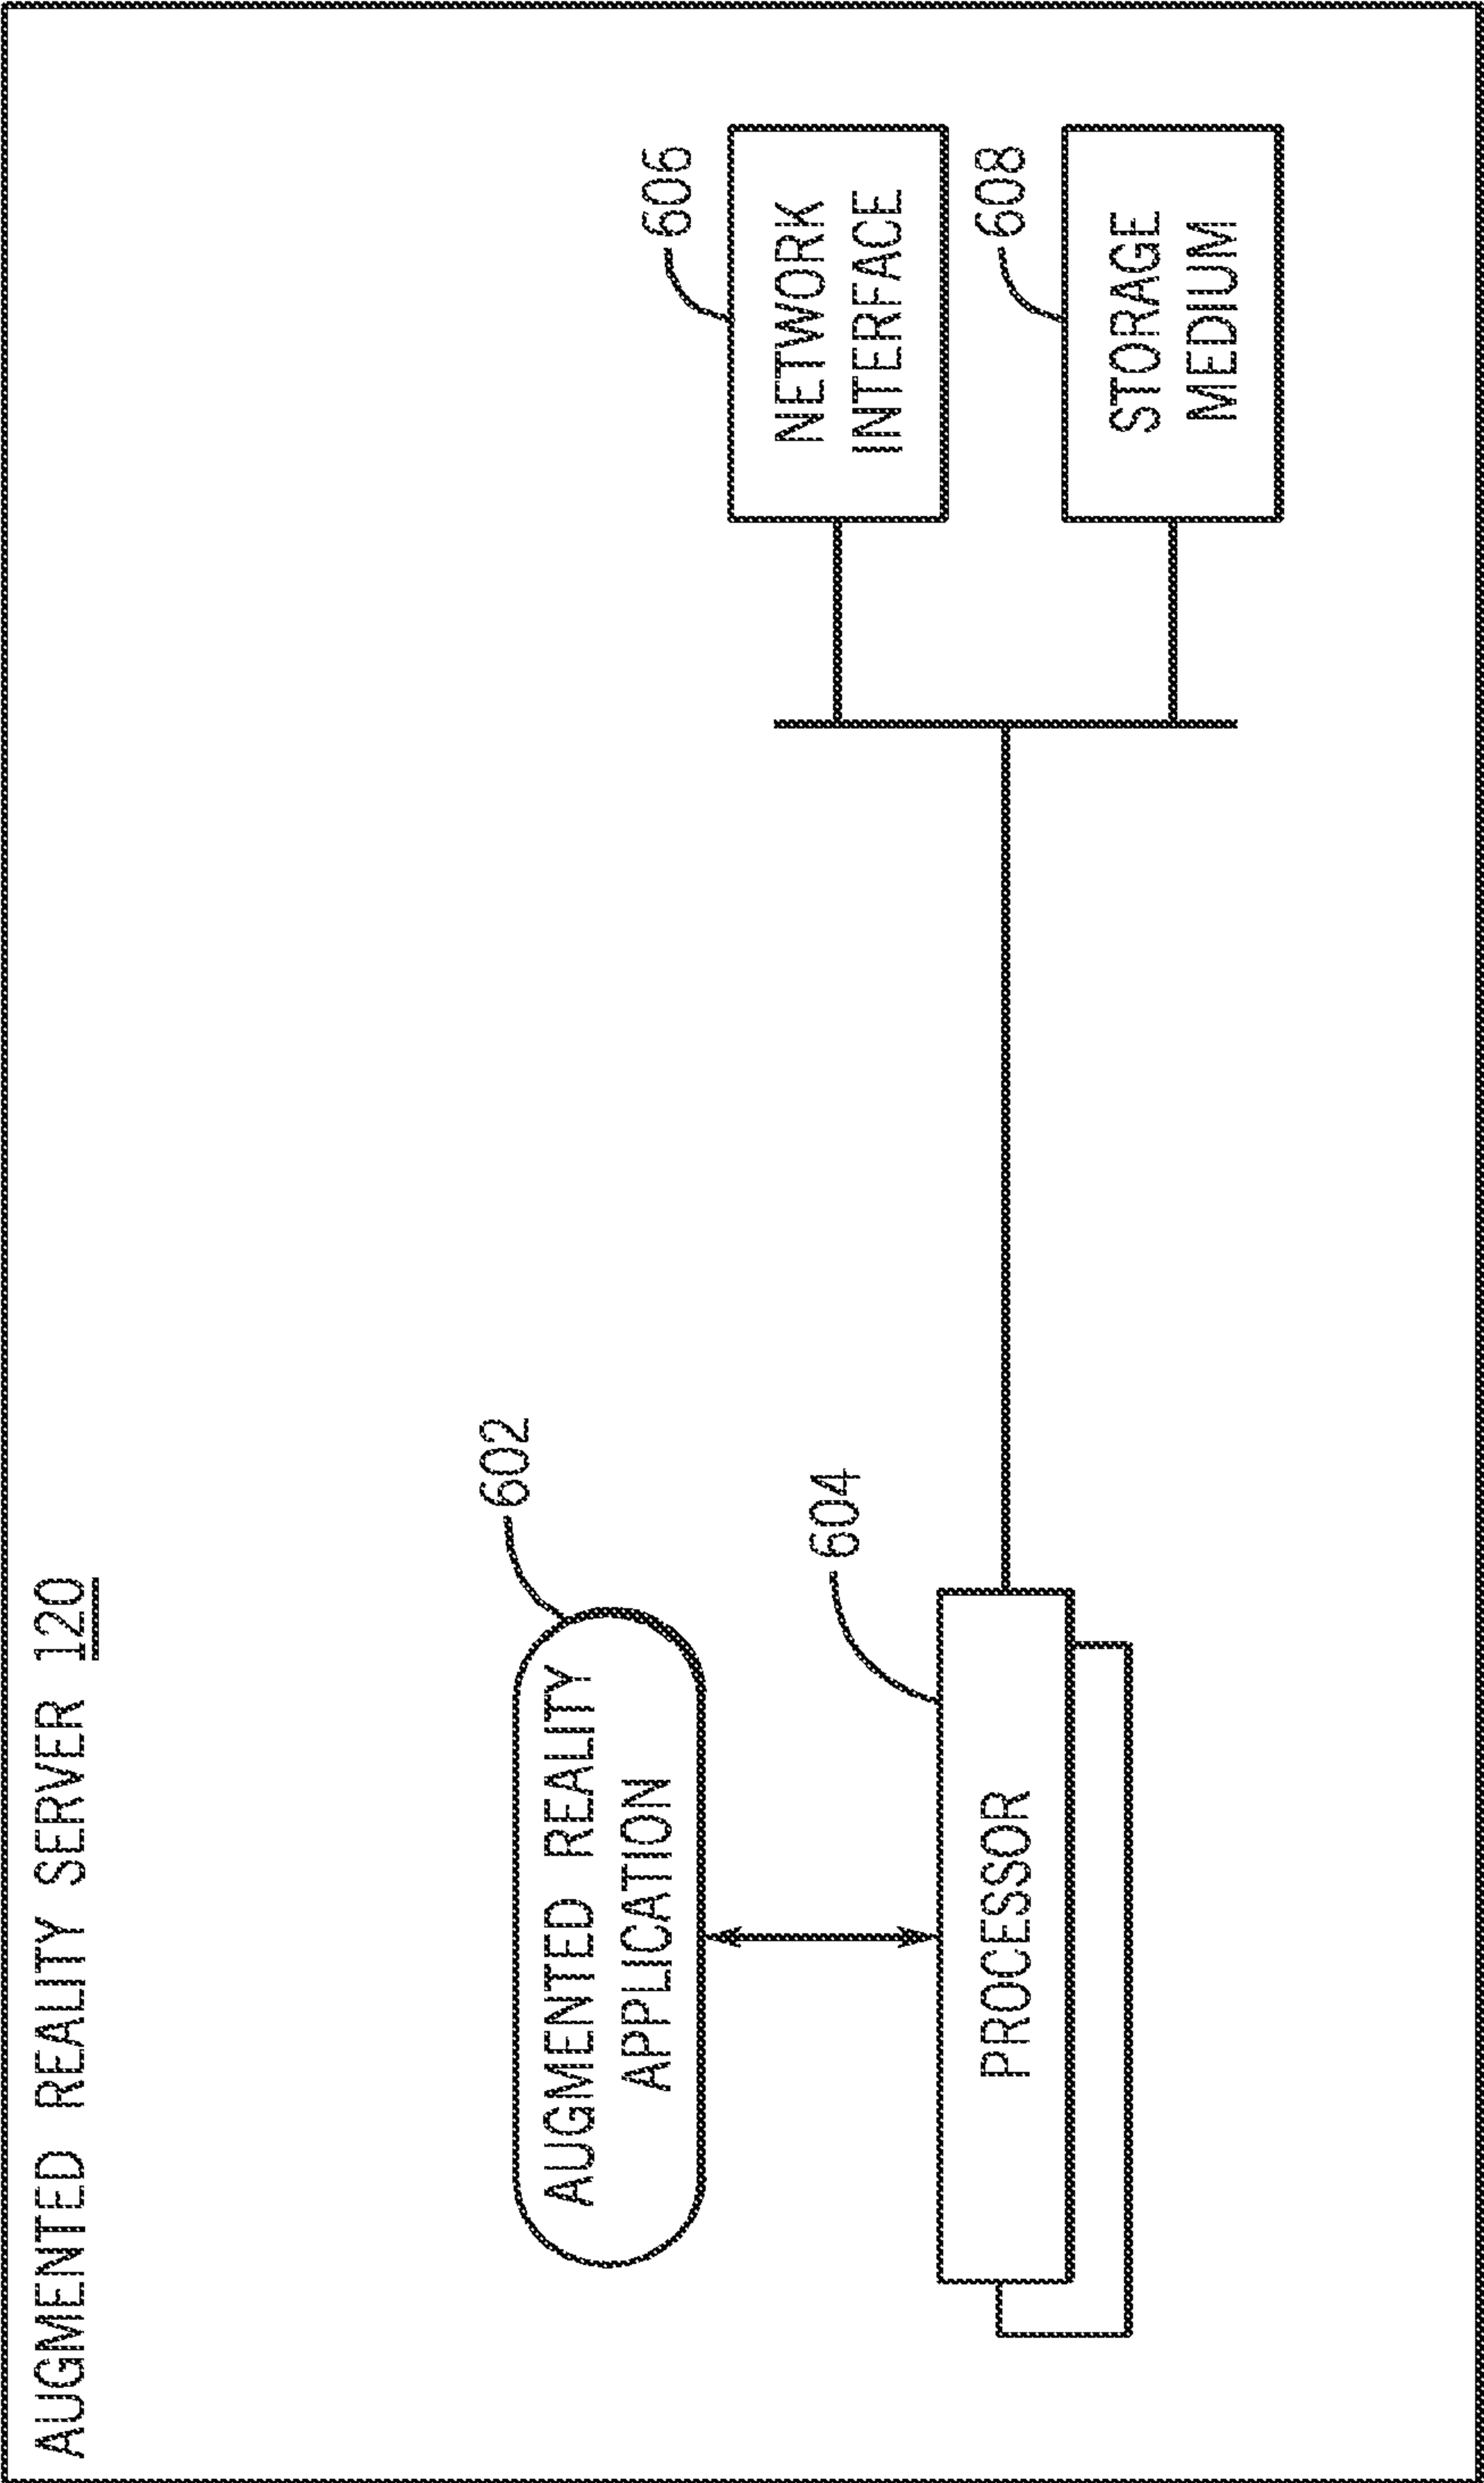 AUGMENTED REALITY SERVER 120
602
AUGMENTED REALITY
APPLICATION
604
PROCESSOR
606
NETWORK
INTERFACE
608
STORAGE
MEDIUM